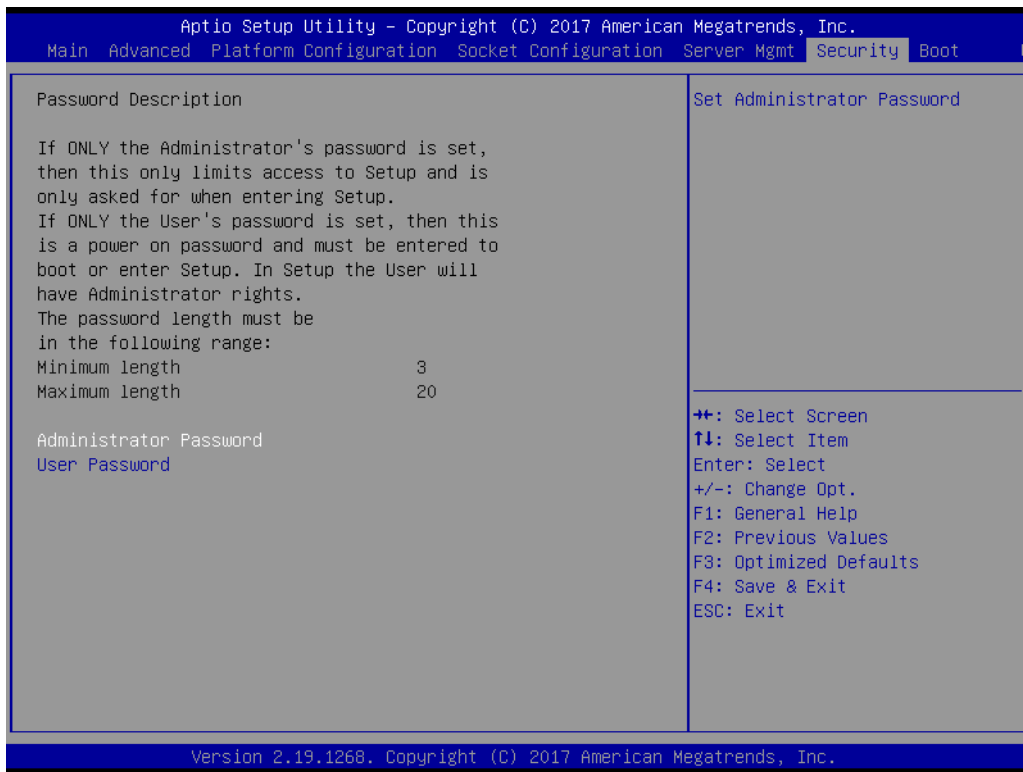 Aptio Setup Utility – Copyright (C) 2017 American Megatrends, Inc.
Main Advanced Platform Configuration Socket Configuration Server Mgmt Security Boot
Password Description
If ONLY the Administrator's password is set,
then this only limits access to Setup and is
only asked for when entering Setup.
If ONLY the User's password is set, then this
is a power on password and must be entered to
boot or enter Setup. In Setup the User will
have Administrator rights.
The password length must be
in the following range:
Minimum length 3
Maximum length 20
Administrator Password
User Password
Set Administrator Password
→←: Select Screen
↑↓: Select Item
Enter: Select
+/-: Change Opt.
F1: General Help
F2: Previous Values
F3: Optimized Defaults
F4: Save & Exit
ESC: Exit
Version 2.19.1268. Copyright (C) 2017 American Megatrends, Inc.